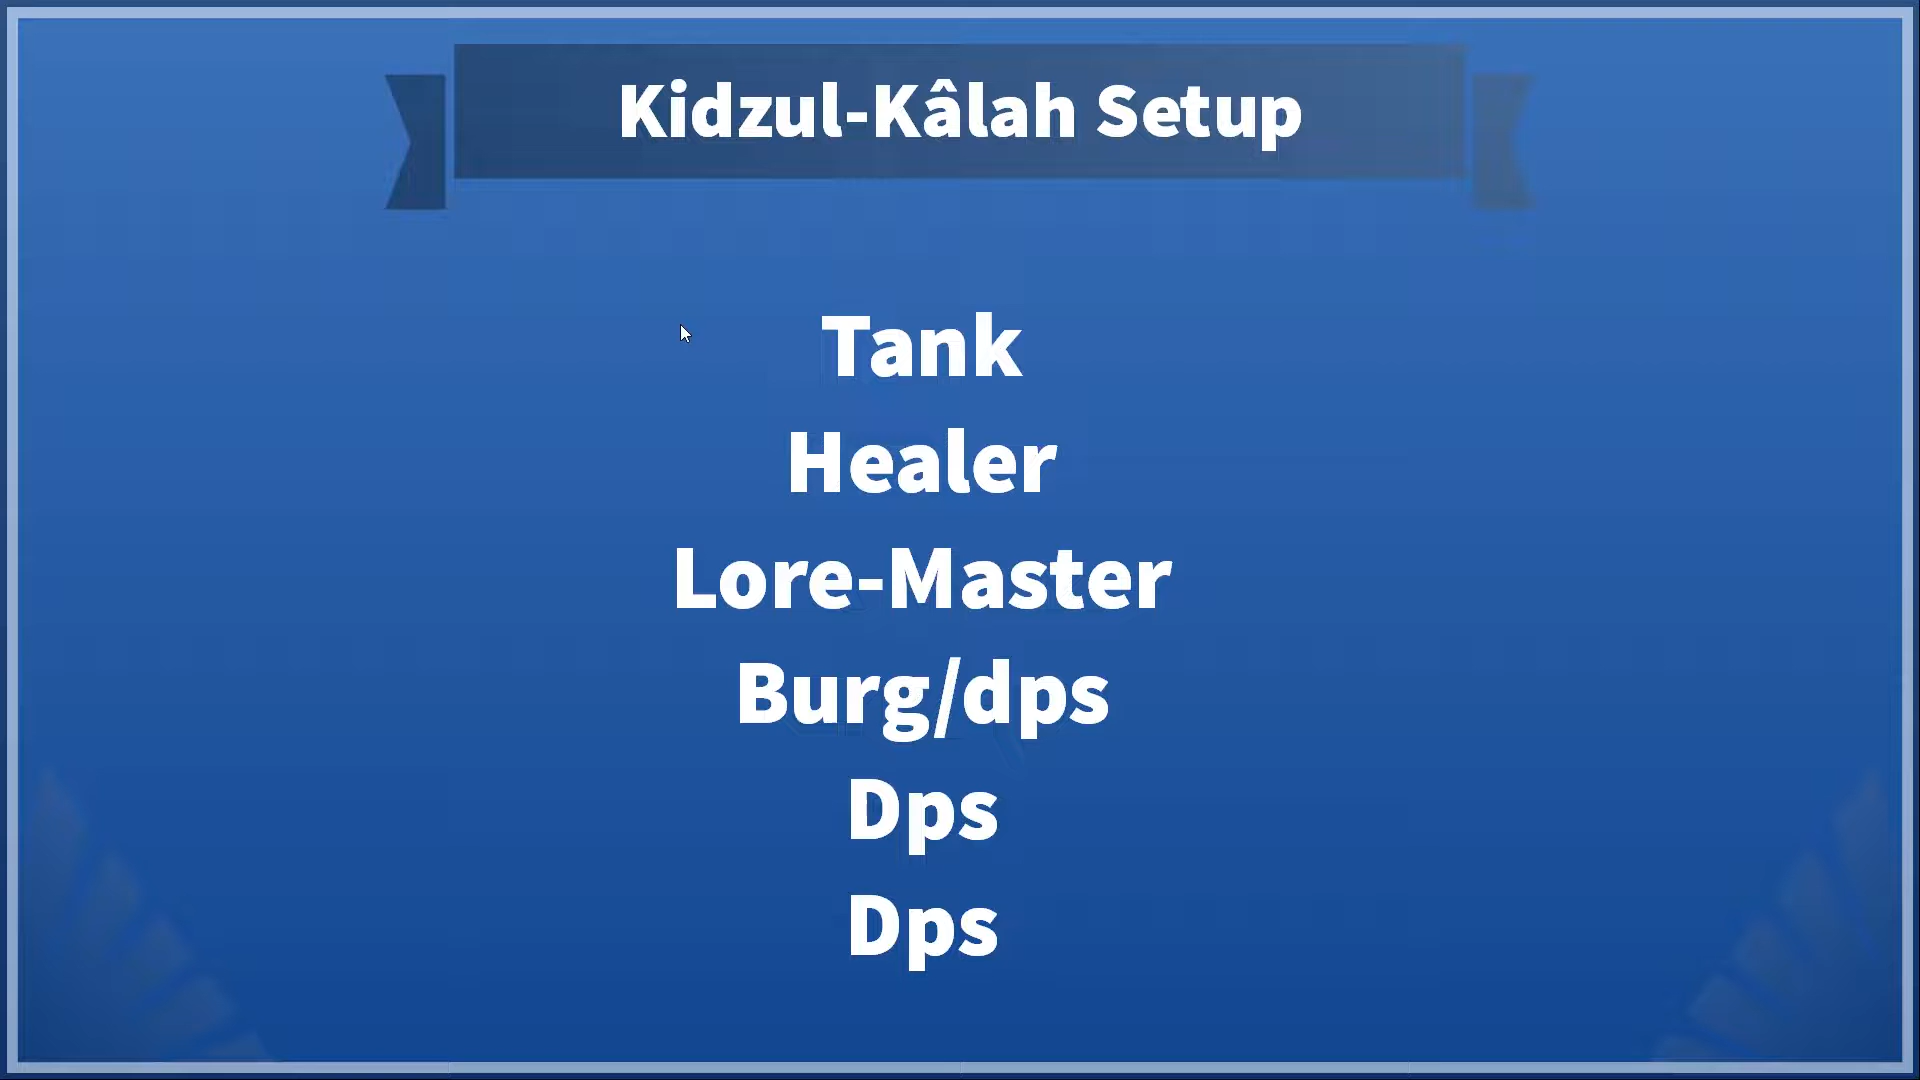 Kidzul-Kâlah Setup
Tank
Healer
Lore-Master
Burg/dps
Dps
Dps